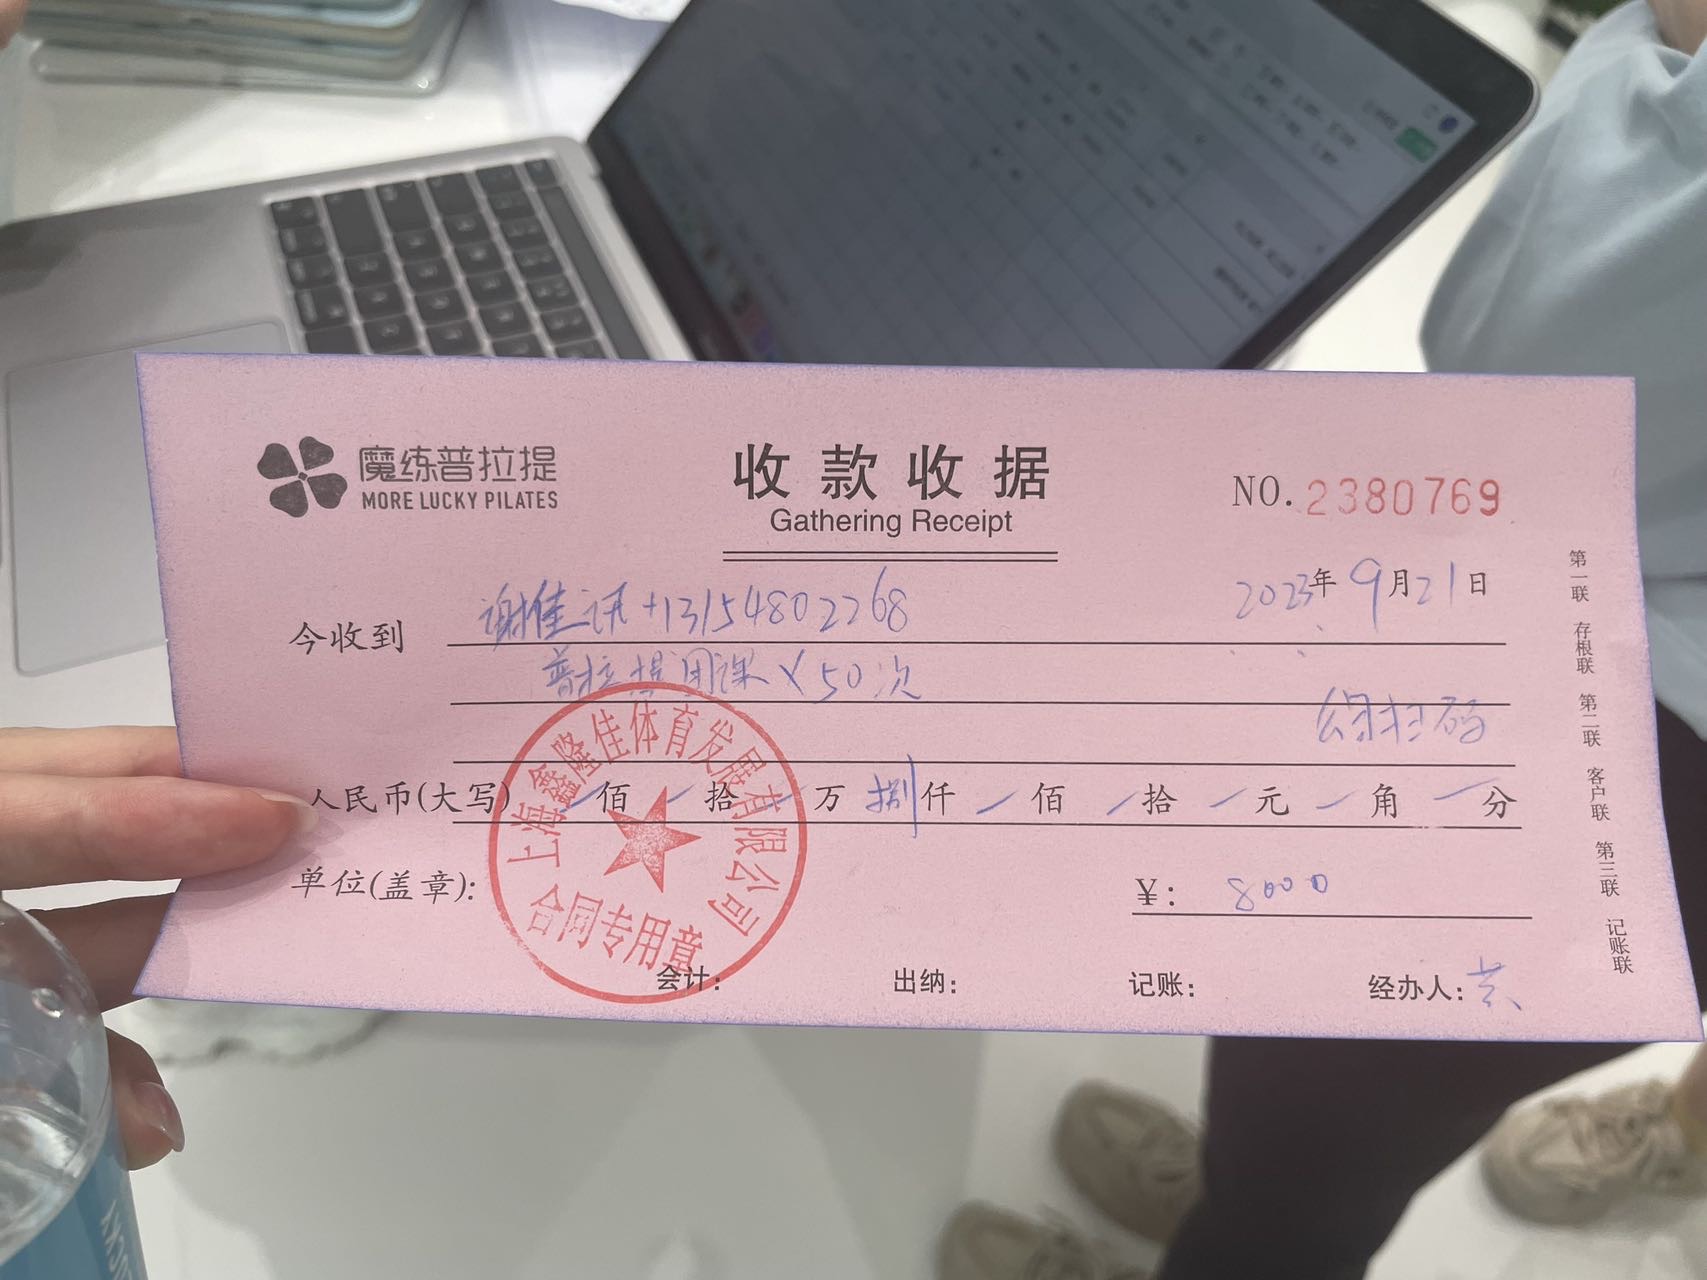 魔练普拉提
MORE LUCKY PILATES
收款收据
Gathering Receipt
NO. 2380769
2023年9月21日
今收到 谢佳讯+13154802268
普拉提团课×50次
扫码
人民币(大写) 佰 拾 万 捌仟 佰 拾 元 角 分
单位(盖章):
¥: 8000
会计: 出纳: 记账: 经办人:
上海鑫隆佳体育发展有限公司
合同专用章
第一联 存根联 第二联 客户联 第三联 记账联